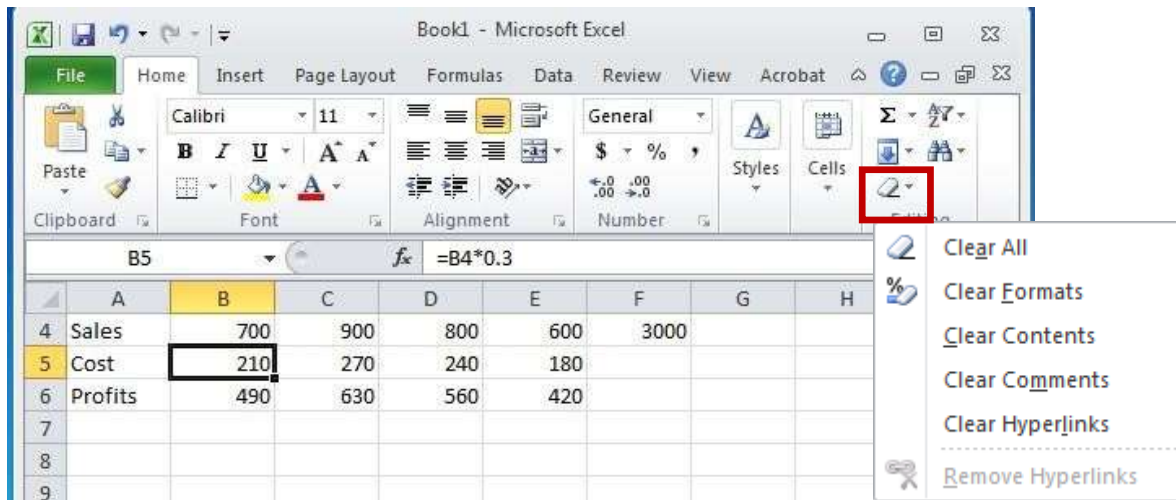 Book1 - Microsoft Excel
File Home Insert Page Layout Formulas Data Review View Acrobat
Calibri 11 General
B I U A A $ % ,
Paste Styles Cells
Clipboard Font Alignment Number
B5 fx =B4*0.3
A B C D E F G H
4 Sales 700 900 800 600 3000
5 Cost 210 270 240 180
6 Profits 490 630 560 420
7
8
9
Clear All
Clear Formats
Clear Contents
Clear Comments
Clear Hyperlinks
Remove Hyperlinks